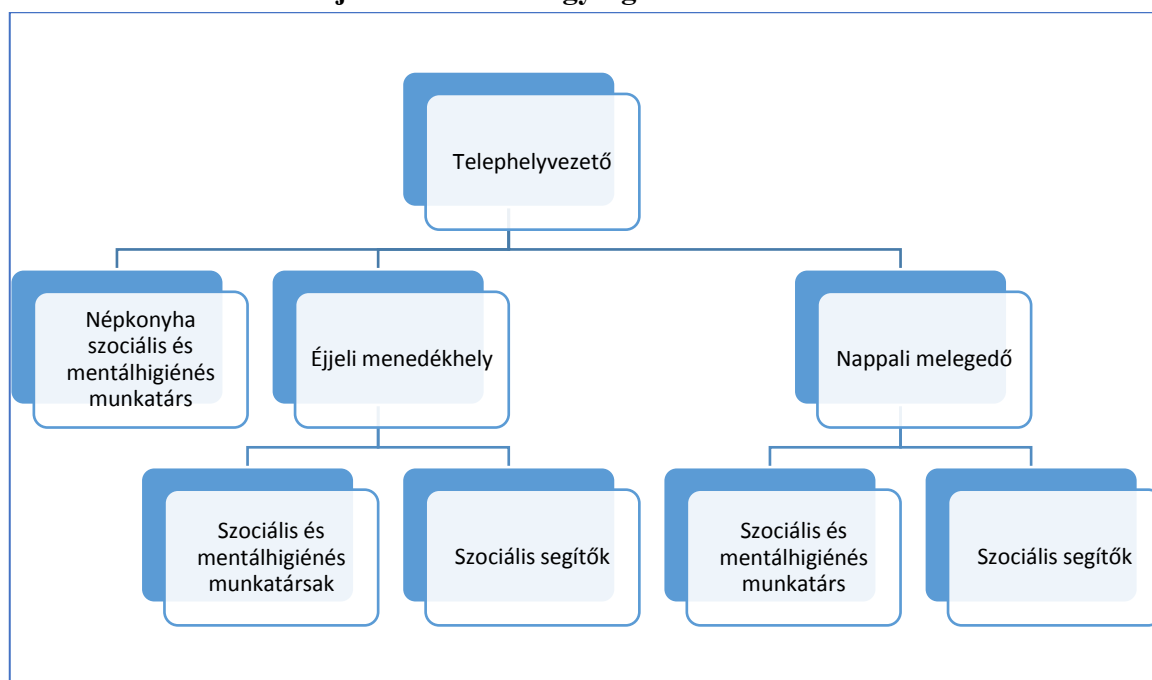 Telephelyvezető
Népkonyha
szociális és
mentálhigiénés
munkatárs
Éjjeli menedékhely
Nappali melegedő
Szociális és
mentálhigiénés
munkatársak
Szociális segítők
Szociális és
mentálhigiénés
munkatárs
Szociális segítők